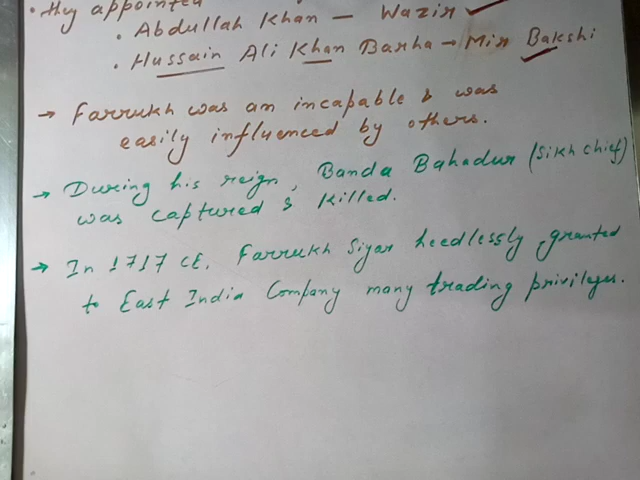 • they appointed
• Abdullah Khan – Wazir ✓
• Hussain Ali Khan Barha – Mir Bakshi
→ Farrukh was an incapable & was
easily influenced by others.
→ During his reign, Banda Bahadur (Sikh chief)
was captured & killed.
→ In 1717 CE, Farrukh Siyar heedlessly granted
to East India Company many trading privileges.